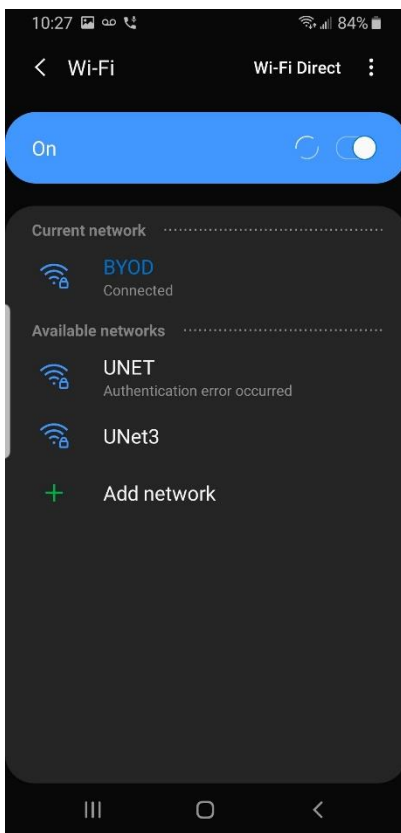 10:27 84%
Wi-Fi Wi-Fi Direct
On
Current network
BYOD
Connected
Available networks
UNET
Authentication error occurred
UNet3
Add network